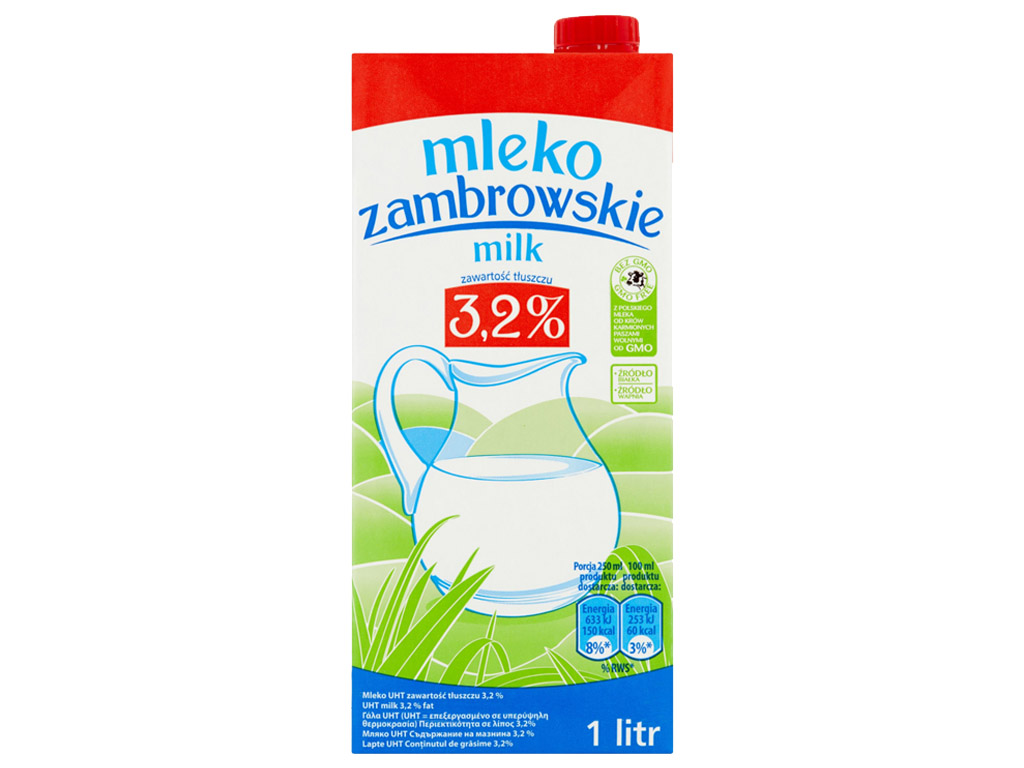 mleko
zambrowskie
milk
zawartość tłuszczu
3,2%
BEZ GMO
GMO FREE
Z POLSKIEGO
MLEKA
OD KRÓW
KARMIONYCH
PASZAMI
WOLNYMI
OD GMO
• ŹRÓDŁO
BIAŁKA
• ŹRÓDŁO
WAPNIA
Porcja 250 ml
produktu
dostarcza:
100 ml
produktu
dostarcza:
Energia
633 kJ
150 kcal
8%*
Energia
253 kJ
60 kcal
3%*
% RWS*
Mleko UHT zawartość tłuszczu 3,2 %
UHT milk 3,2 % fat
Γάλα UHT (UHT = επεξεργασμένο σε υπερύψηλη
θερμοκρασία) Περιεκτικότητα σε λίπος 3,2%
Мляко UHT Съдържание на мазнина 3,2 %
Lapte UHT Conținutul de grăsime 3,2%
1 litr